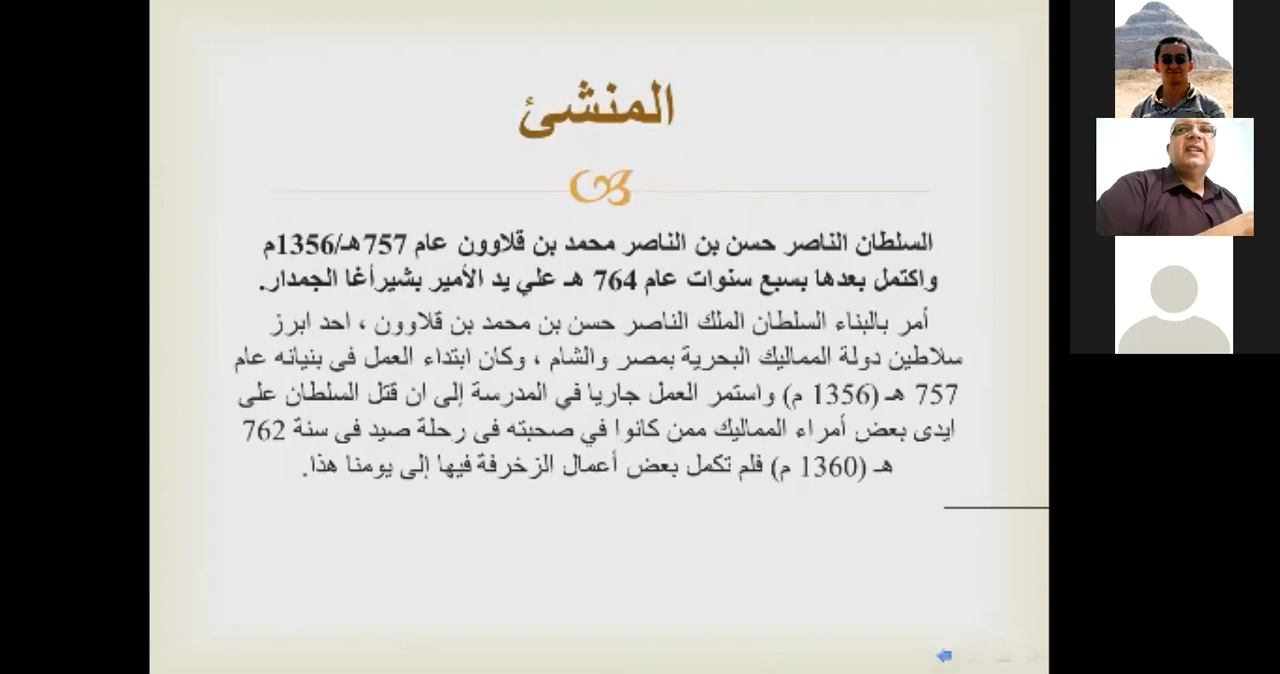 المنشئ
السلطان الناصر حسن بن الناصر محمد بن قلاوون عام 757هـ/1356م
واكتمل بعدها بسبع سنوات عام 764 هـ علي يد الأمير بشيرأغا الجمدار.
أمر بالبناء السلطان الملك الناصر حسن بن محمد بن قلاوون ، احد ابرز
سلاطين دولة المماليك البحرية بمصر والشام ، وكان ابتداء العمل فى بنيانه عام
757 هـ (1356 م) واستمر العمل جاريا في المدرسة إلى ان قتل السلطان على
ايدى بعض أمراء المماليك ممن كانوا في صحبته فى رحلة صيد فى سنة 762
هـ (1360 م) فلم تكمل بعض أعمال الزخرفة فيها إلى يومنا هذا.